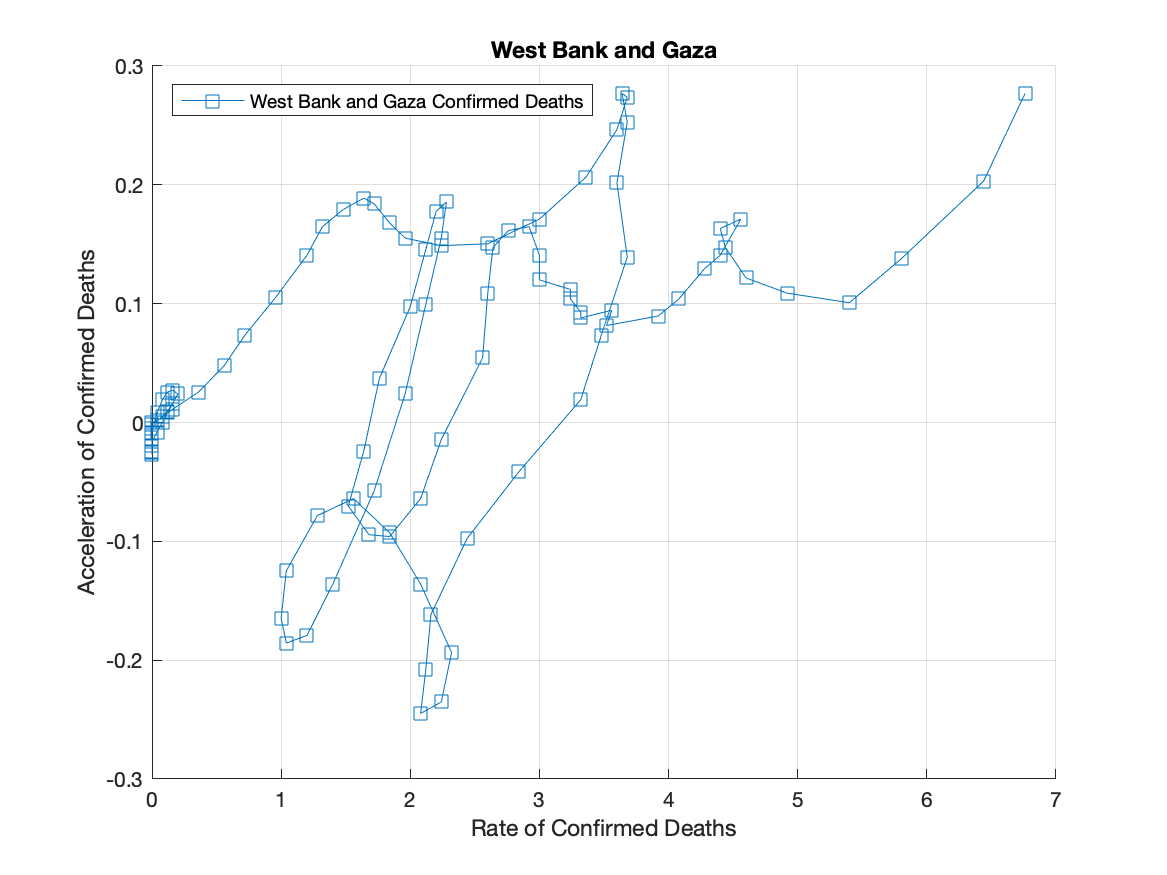 West Bank and Gaza
West Bank and Gaza Confirmed Deaths
Acceleration of Confirmed Deaths
0.3
0.2
0.1
0
-0.1
-0.2
-0.3
0 1 2 3 4 5 6 7
Rate of Confirmed Deaths